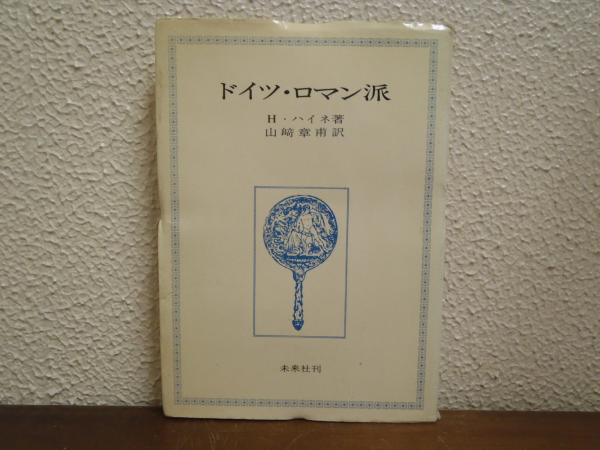 ドイツ・ロマン派
H・ハイネ著
山﨑章甫訳
未来社刊